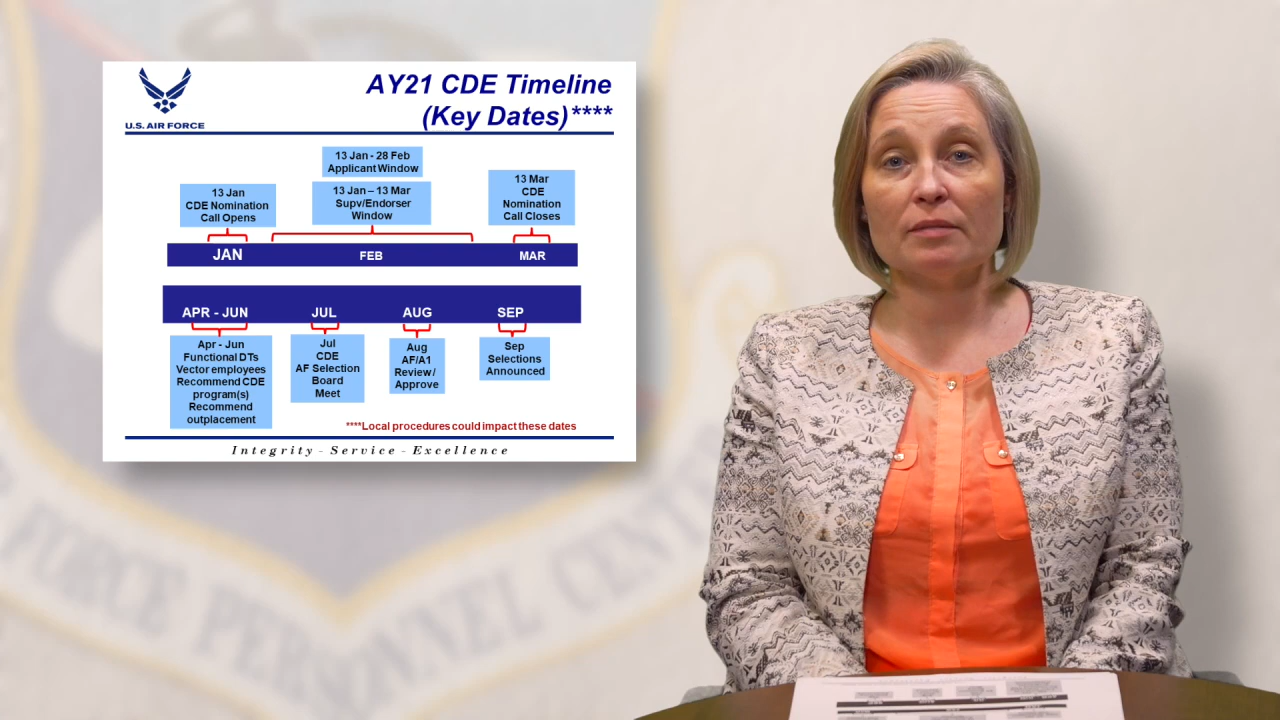 AY21 CDE Timeline
(Key Dates)****
U.S. AIR FORCE
13 Jan - 28 Feb
Applicant Window
13 Jan
CDE Nomination
Call Opens
13 Jan – 13 Mar
Supv/Endorser
Window
13 Mar
CDE
Nomination
Call Closes
JAN
FEB
MAR
APR - JUN
JUL
AUG
SEP
Apr - Jun
Functional DTs
Vector employees
Recommend CDE
program(s)
Recommend
outplacement
Jul
CDE
AF Selection
Board
Meet
Aug
AF/A1
Review /
Approve
Sep
Selections
Announced
****Local procedures could impact these dates
Integrity - Service - Excellence
FORCE PERSONNEL CENT